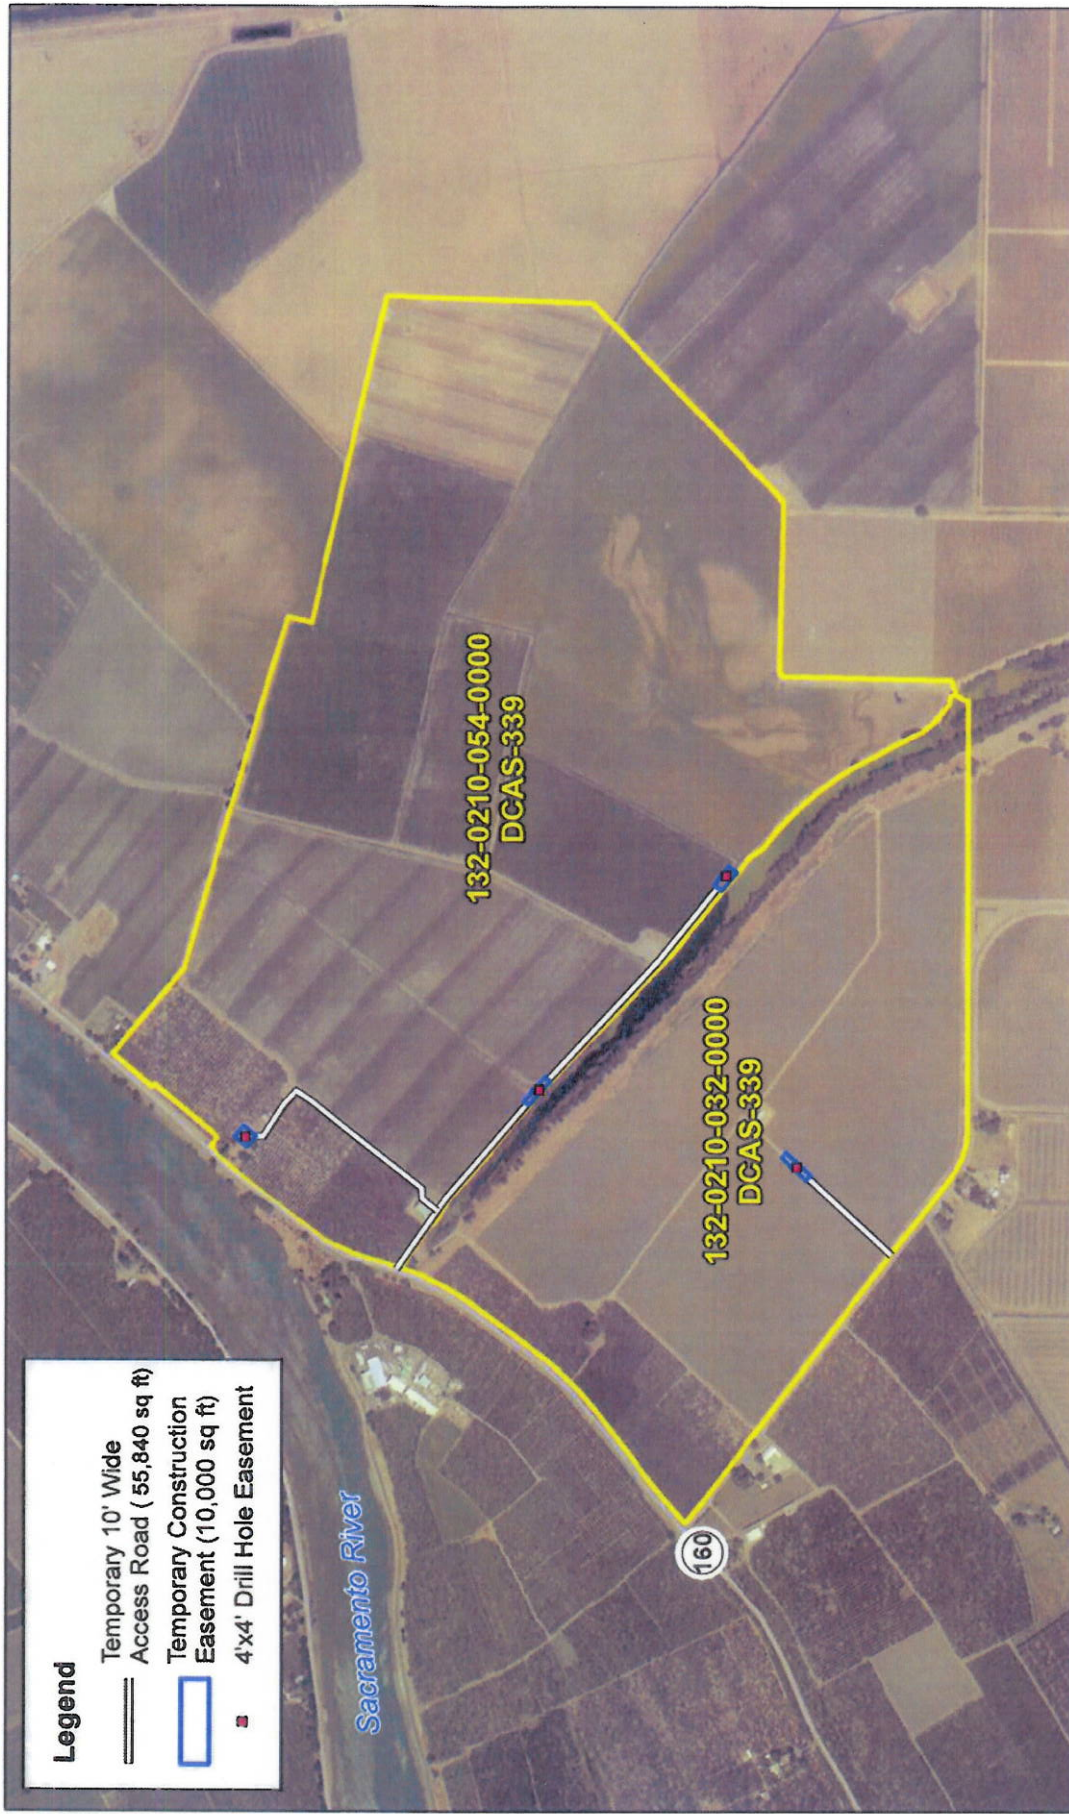 Legend
Temporary 10' Wide
Access Road ( 55,840 sq ft)
Temporary Construction
Easement (10,000 sq ft)
4'x4' Drill Hole Easement
Sacramento River
160
132-0210-054-0000
DCAS-339
132-0210-032-0000
DCAS-339